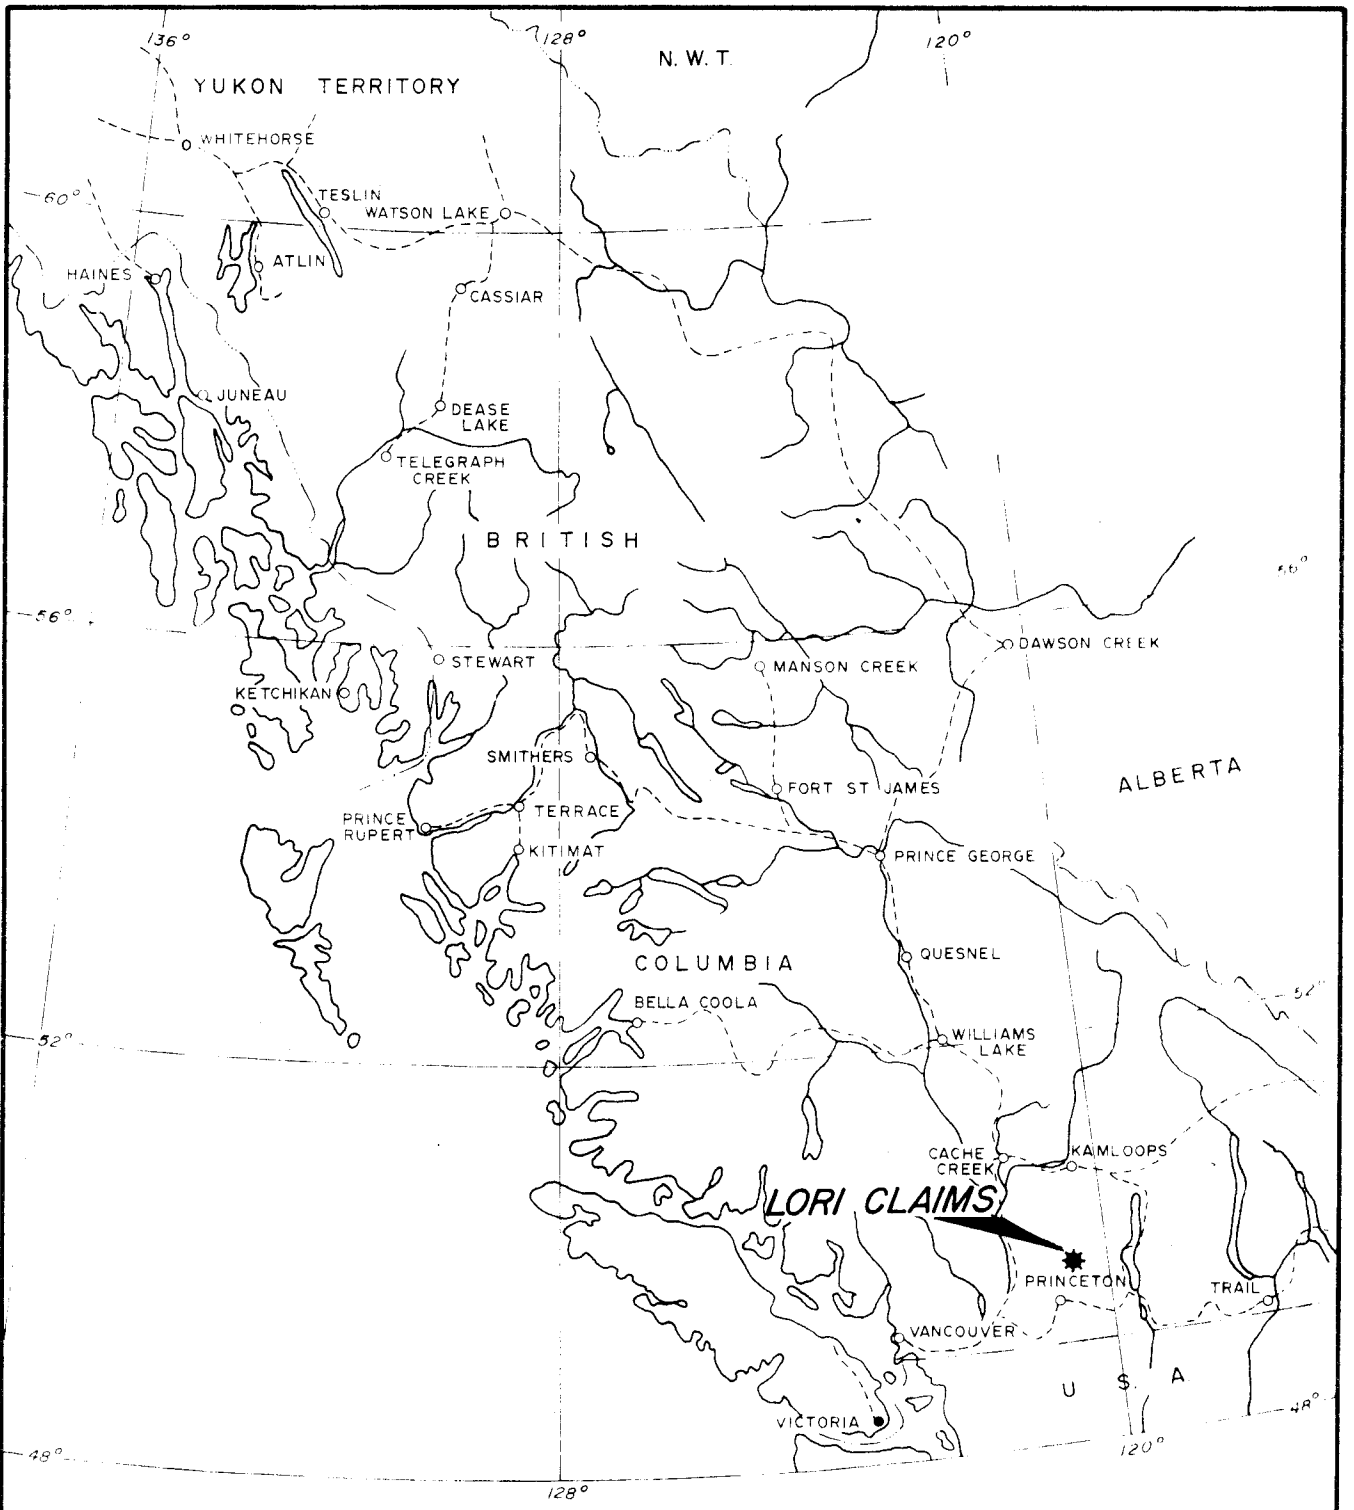 136°
128°
120°
N. W. T.
YUKON TERRITORY
WHITEHORSE
60°
TESLIN
WATSON LAKE
ATLIN
HAINES
CASSIAR
JUNEAU
DEASE
LAKE
TELEGRAPH
CREEK
BRITISH
56°
56°
DAWSON CREEK
STEWART
MANSON CREEK
KETCHIKAN
SMITHERS
ALBERTA
FORT ST JAMES
PRINCE
RUPERT
TERRACE
KITIMAT
PRINCE GEORGE
QUESNEL
COLUMBIA
52°
BELLA COOLA
52°
WILLIAMS
LAKE
CACHE
CREEK
KAMLOOPS
LORI CLAIMS
PRINCETON
TRAIL
VANCOUVER
U S. A.
VICTORIA
48°
120°
48°
128°